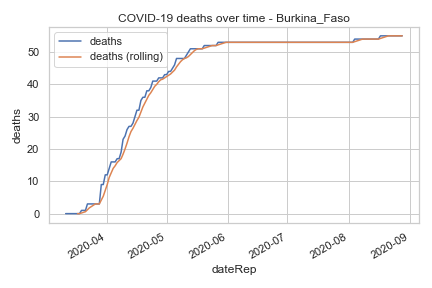 COVID-19 deaths over time - Burkina_Faso
deaths
deaths (rolling)
50
40
30
20
10
0
deaths
2020-04
2020-05
2020-06
2020-07
2020-08
2020-09
dateRep